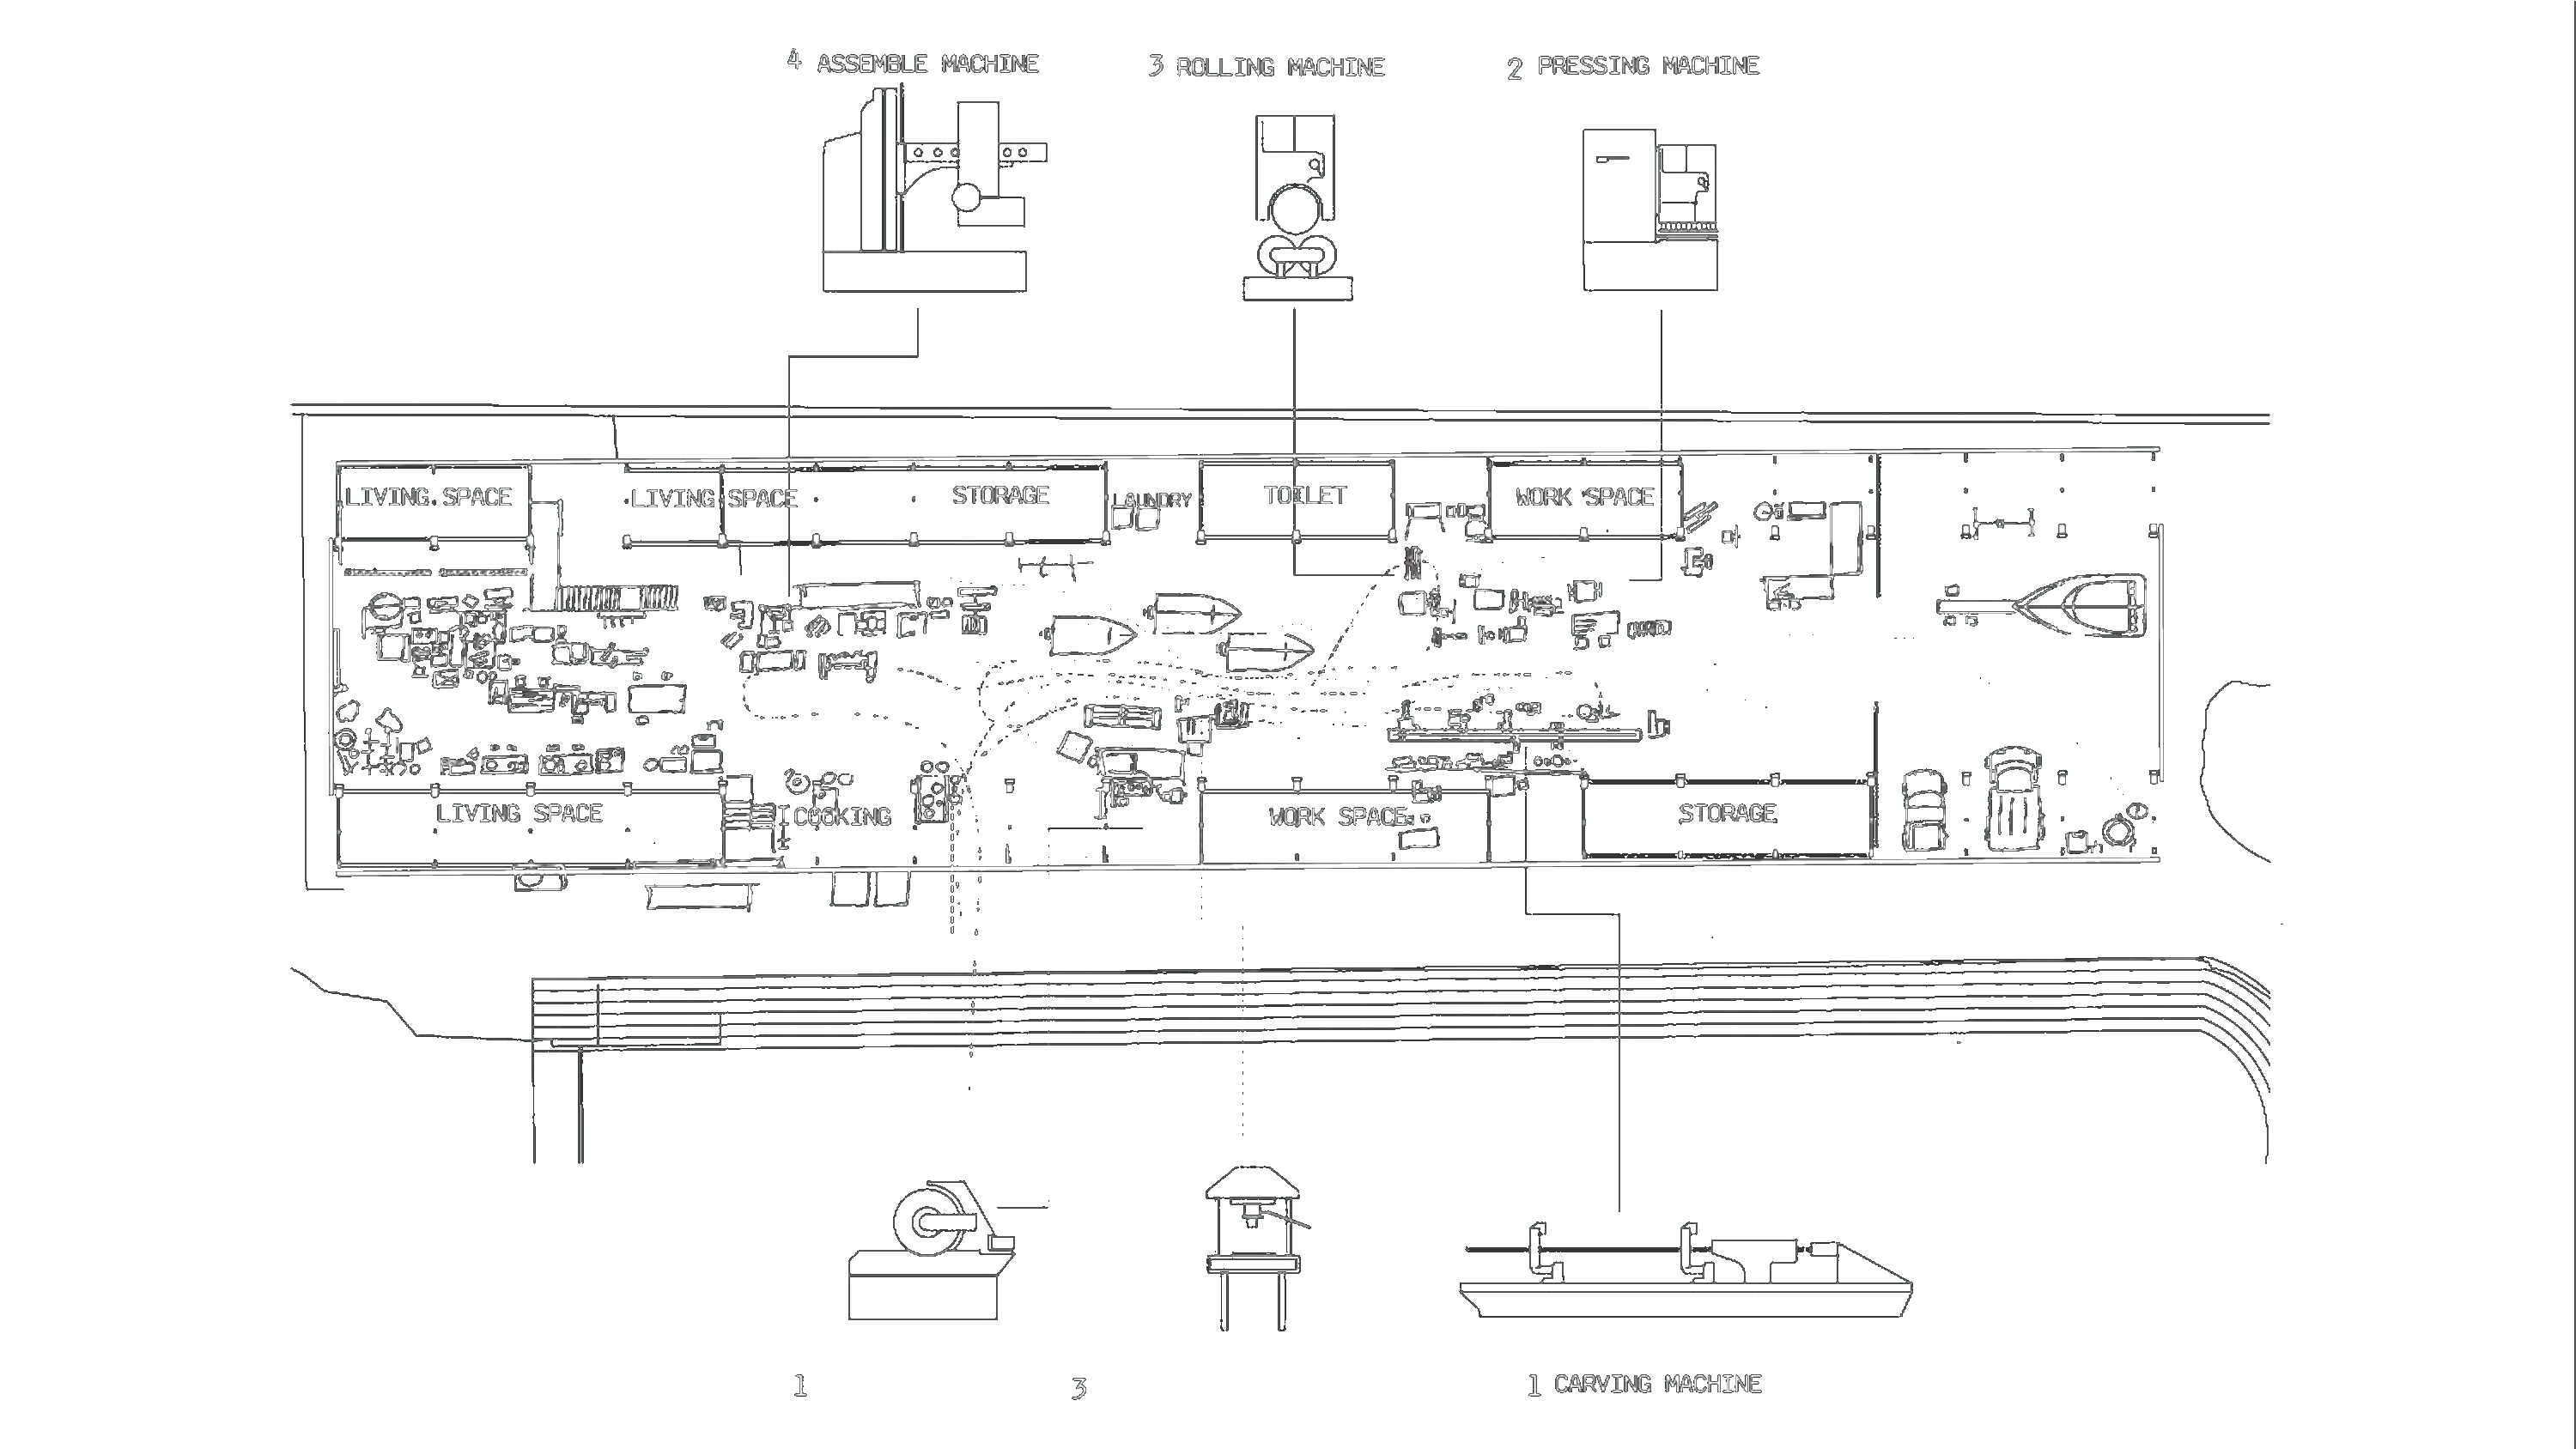 4 ASSEMBLE MACHINE
3 ROLLING MACHINE
2 PRESSING MACHINE
LIVING SPACE
LIVING SPACE
STORAGE
LAUNDRY
TOILET
WORK SPACE
LIVING SPACE
COOKING
WORK SPACE
STORAGE
1
3
1 CARVING MACHINE